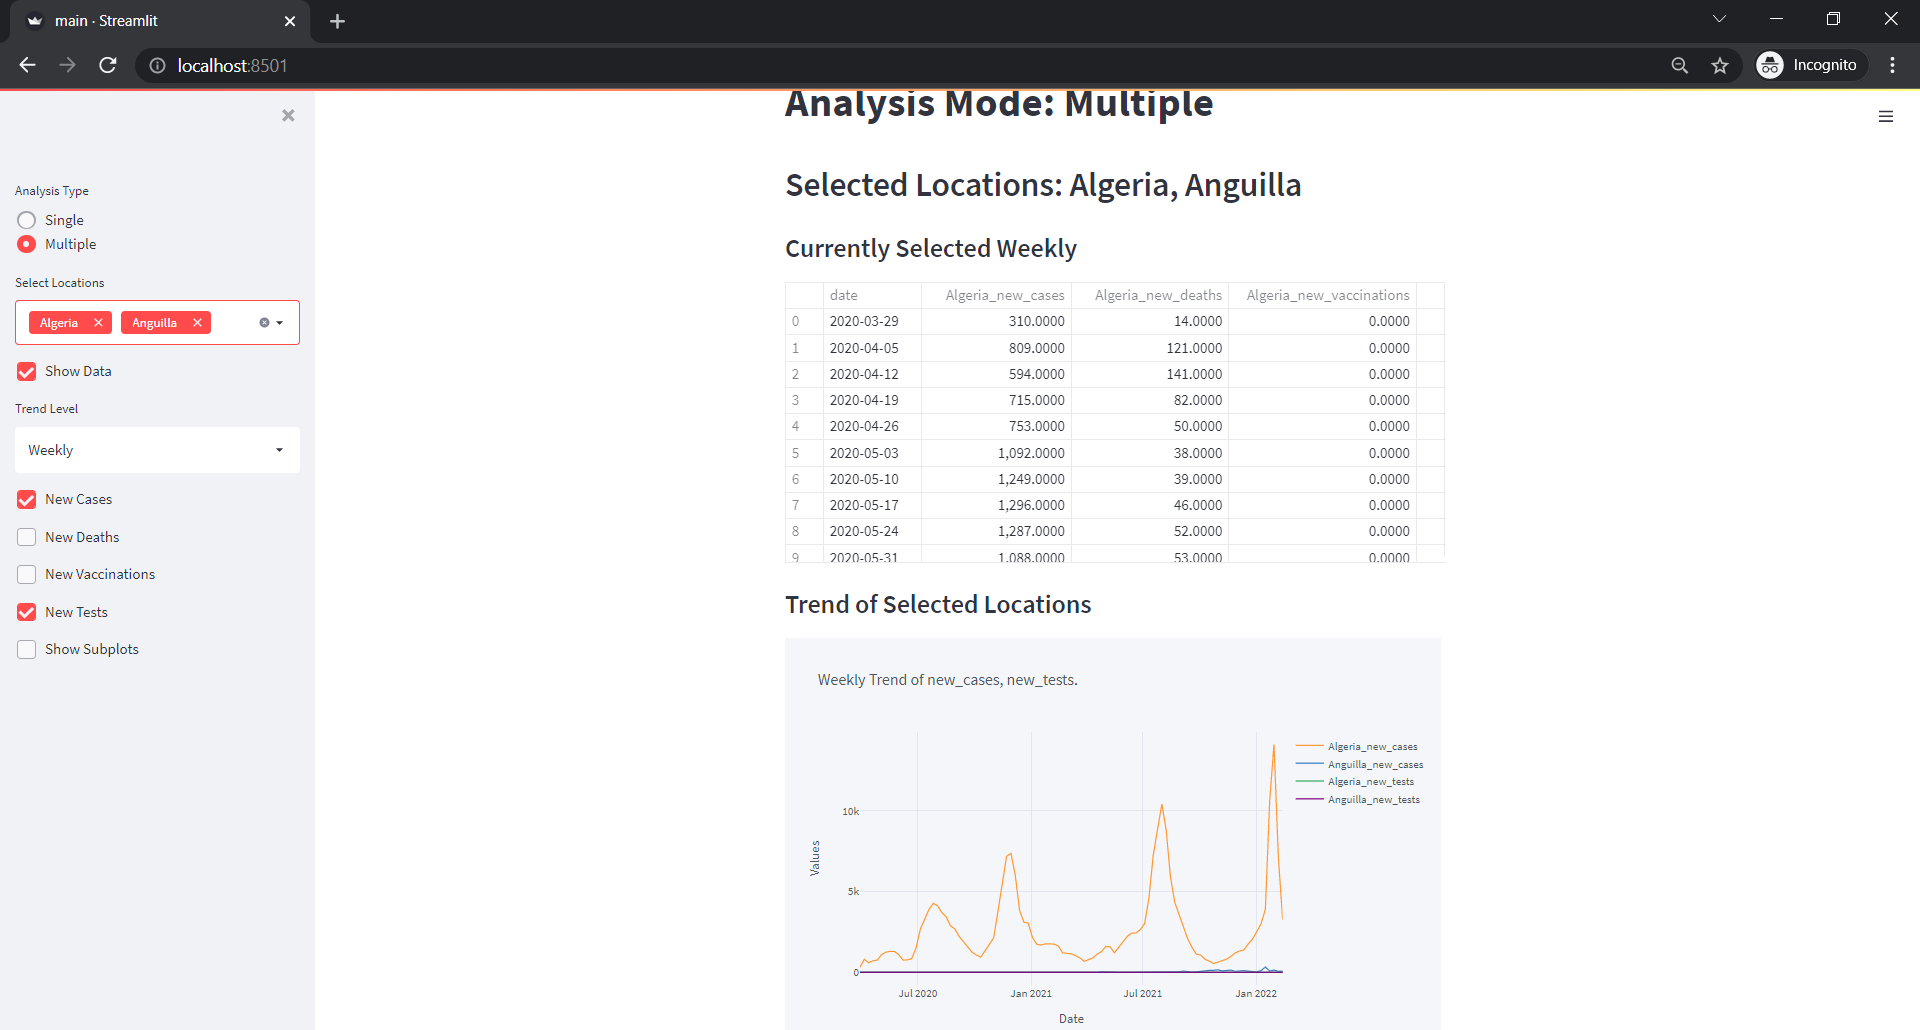 main · Streamlit
localhost:8501
Incognito
Analysis Type
Single
Multiple
Select Locations
Algeria
Anguilla
Show Data
Trend Level
Weekly
New Cases
New Deaths
New Vaccinations
New Tests
Show Subplots
Analysis Mode: Multiple
Selected Locations: Algeria, Anguilla
Currently Selected Weekly
date Algeria_new_cases Algeria_new_deaths Algeria_new_vaccinations
0 2020-03-29 310.0000 14.0000 0.0000
1 2020-04-05 809.0000 121.0000 0.0000
2 2020-04-12 594.0000 141.0000 0.0000
3 2020-04-19 715.0000 82.0000 0.0000
4 2020-04-26 753.0000 50.0000 0.0000
5 2020-05-03 1,092.0000 38.0000 0.0000
6 2020-05-10 1,249.0000 39.0000 0.0000
7 2020-05-17 1,296.0000 46.0000 0.0000
8 2020-05-24 1,287.0000 52.0000 0.0000
9 2020-05-31 1,088.0000 53.0000 0.0000
Trend of Selected Locations
Weekly Trend of new_cases, new_tests.
Algeria_new_cases
Anguilla_new_cases
Algeria_new_tests
Anguilla_new_tests
10k
5k
0
Values
Jul 2020 Jan 2021 Jul 2021 Jan 2022
Date